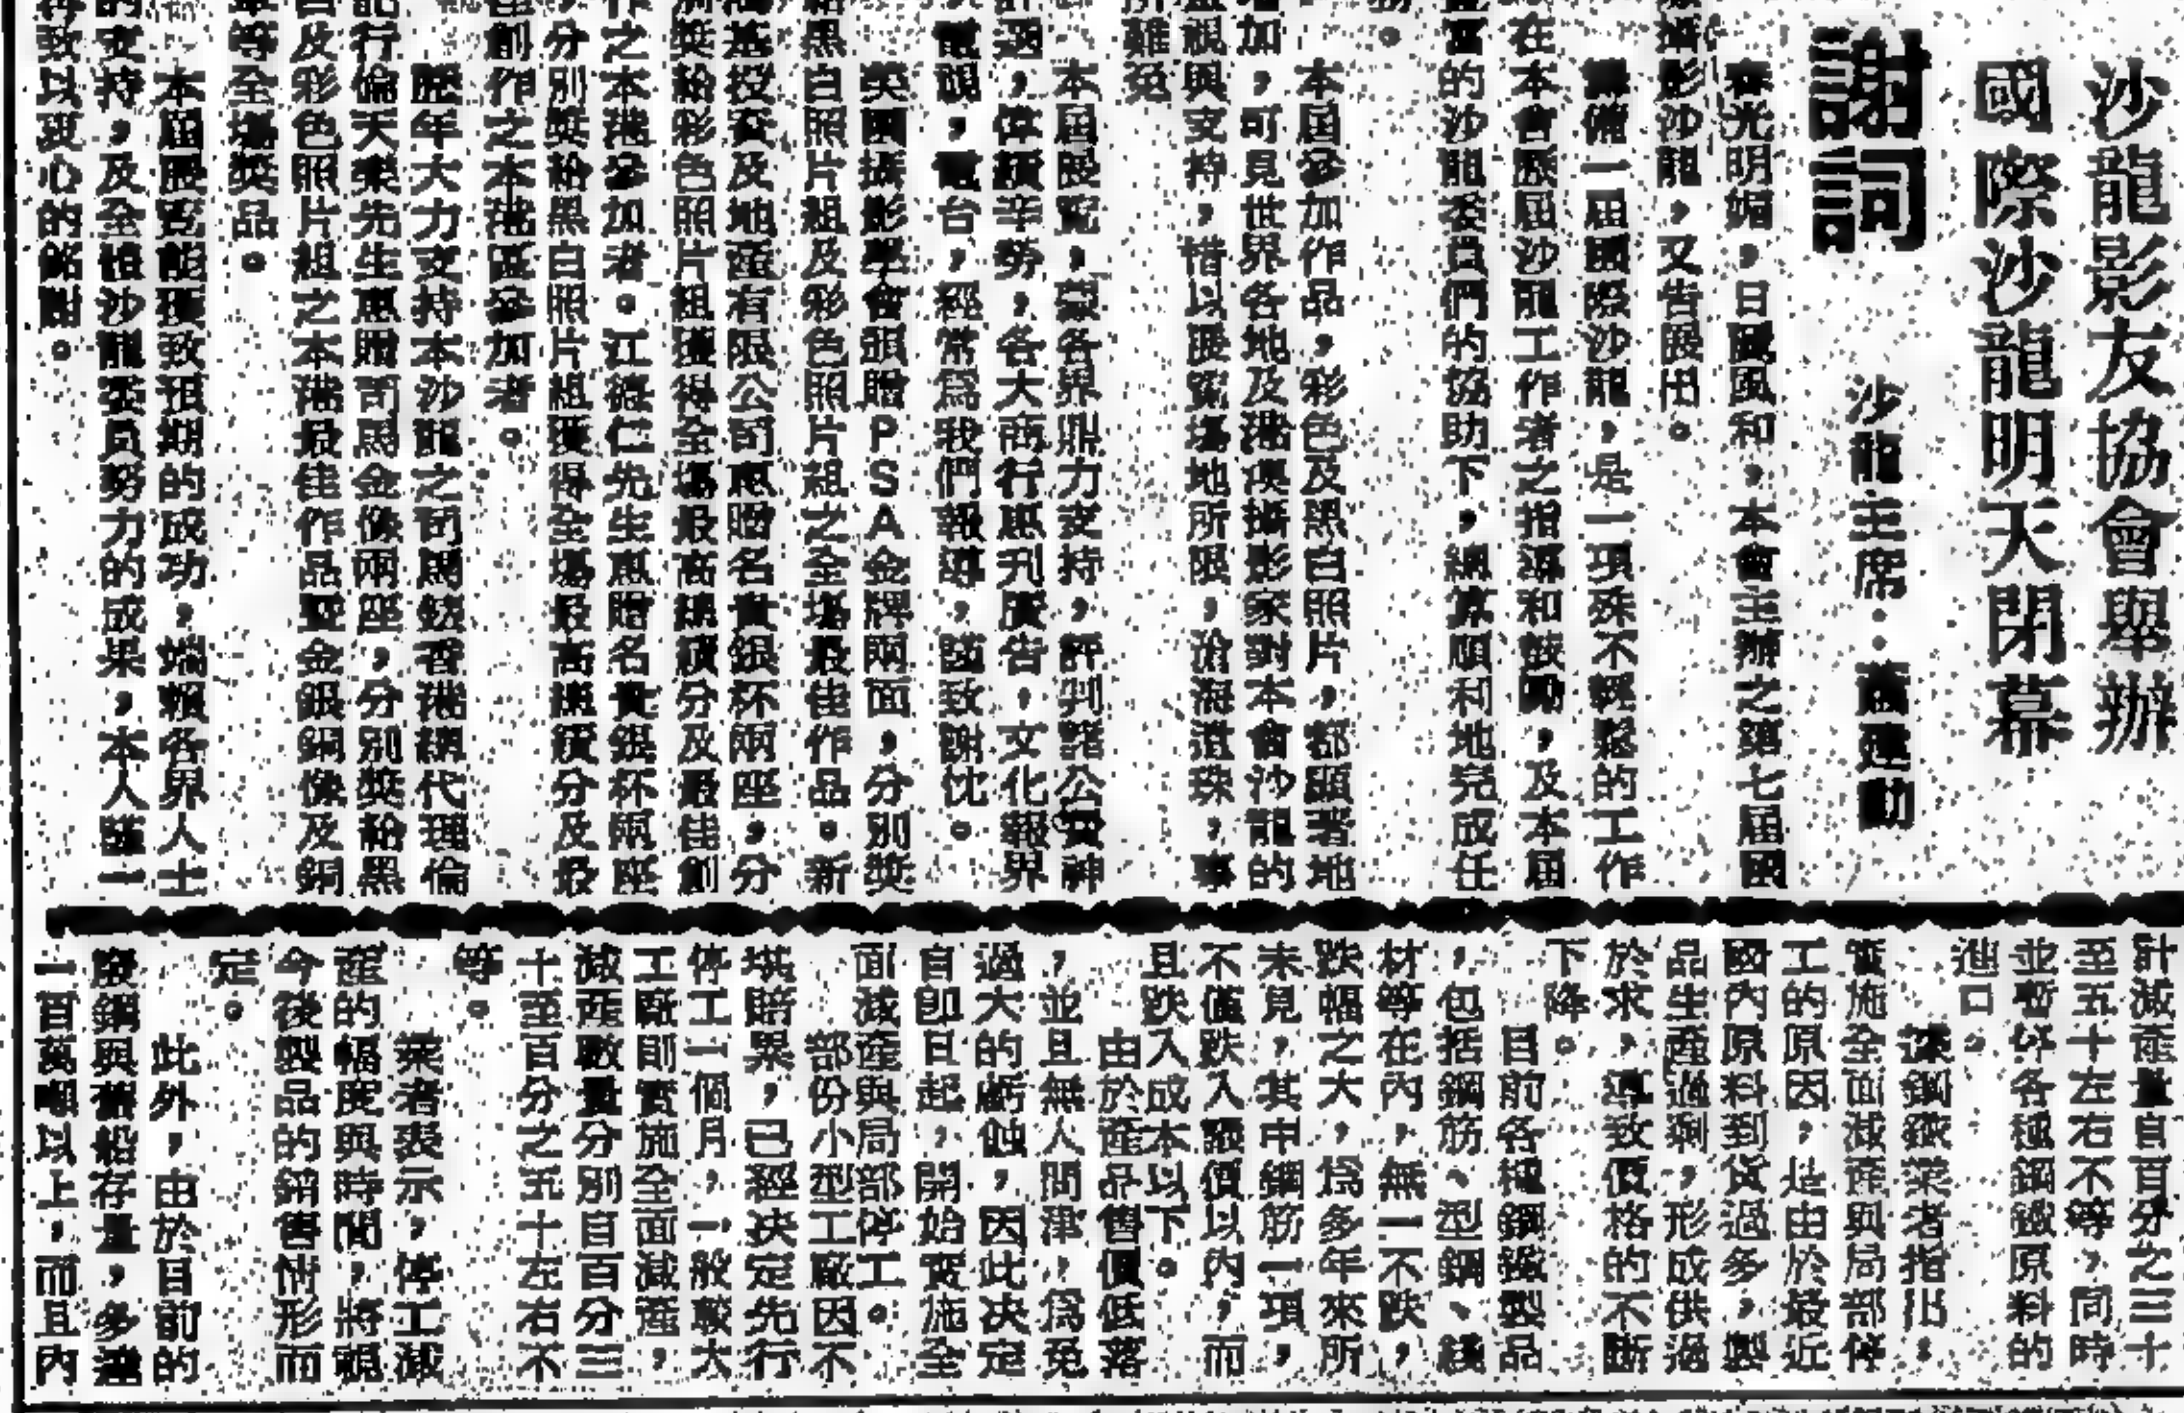 沙龍影友協會舉辦
國際沙龍明天閉幕
謝詞
沙龍主席：蕭建勳
春光明媚，日麗風和，本會主辦之第七屆國
影沙龍，又告展出。
籌備一屆國際沙龍，是一項殊不輕鬆的工作
在本會歷屆沙龍工作者之指導和鼓勵，及本屆
的沙龍委員們的協助下，總算順利地完成任
務。
本屆參加作品，彩色及黑白照片，都顯著地
加，可見世界各地及港澳攝影家對本會沙龍的
視與支持，惜以展覽場地所限，滄海遺珠，事
所難免
本屆展覽，蒙各界鼎力支持，評判諸公費神
評選，倍極辛勞，各大商行惠刊廣告，文化報界
電視，電台，經常為我們報導，謹致謝忱。
英國攝影學會頒贈PSA金牌兩面，分別獎
給黑白照片組及彩色照片組之全場最佳作品。新
基投資及地產有限公司惠贈名貴銀杯兩座，分
別獎給彩色照片組獲得全場最高總積分及最佳創
作之本港參加者。江德仁先生惠贈名貴銀杯兩座
，分別獎給黑白照片組獲得全場最高總積分及最
佳創作之本港區參加者。
歷年大力支持本沙龍之司馬錶香港總代理倫
行倫天樂先生惠贈司馬金像兩座，分別獎給黑
白及彩色照片組之本港最佳作品暨金銀銅像及銅
等全場獎品。
本屆展覽能獲致預期的成功，端賴各界人士
的支持，及全體沙龍委員努力的成果，本人謹一
再致以衷心的銘謝。
計減產量自百分之三十
至五十左右不等，同時
並暫停各種鋼鐵原料的
進口。
鋼鐵業者指出，
實施全面減產與局部停
工的原因，是由於最近
國內原料到貨過多，製
品生產過剩，形成供過
於求，導致價格的不斷
下降。
目前各種鋼鐵製品
，包括鋼筋、型鋼、線
材等在內，無一不跌，
跌幅之大，為多年來所
未見，其中鋼筋一項，
不僅跌入議價以內，而
且跌入成本以下。
由於產品售價低落
，並且無人問津，為免
過大的虧蝕，因此決定
自即日起，開始實施全
面減產與局部停工。
部份小型工廠因不
堪賠累，已經決定先行
停工一個月，一般較大
工廠則實施全面減產，
減產數量分別自百分三
十至百分之五十左右不
等。
業者表示，停工減
產的幅度與時間，將視
今後製品的銷售情形而
定。
此外，由於目前的
廢鋼與舊船存量，多達
一百萬噸以上，而且內